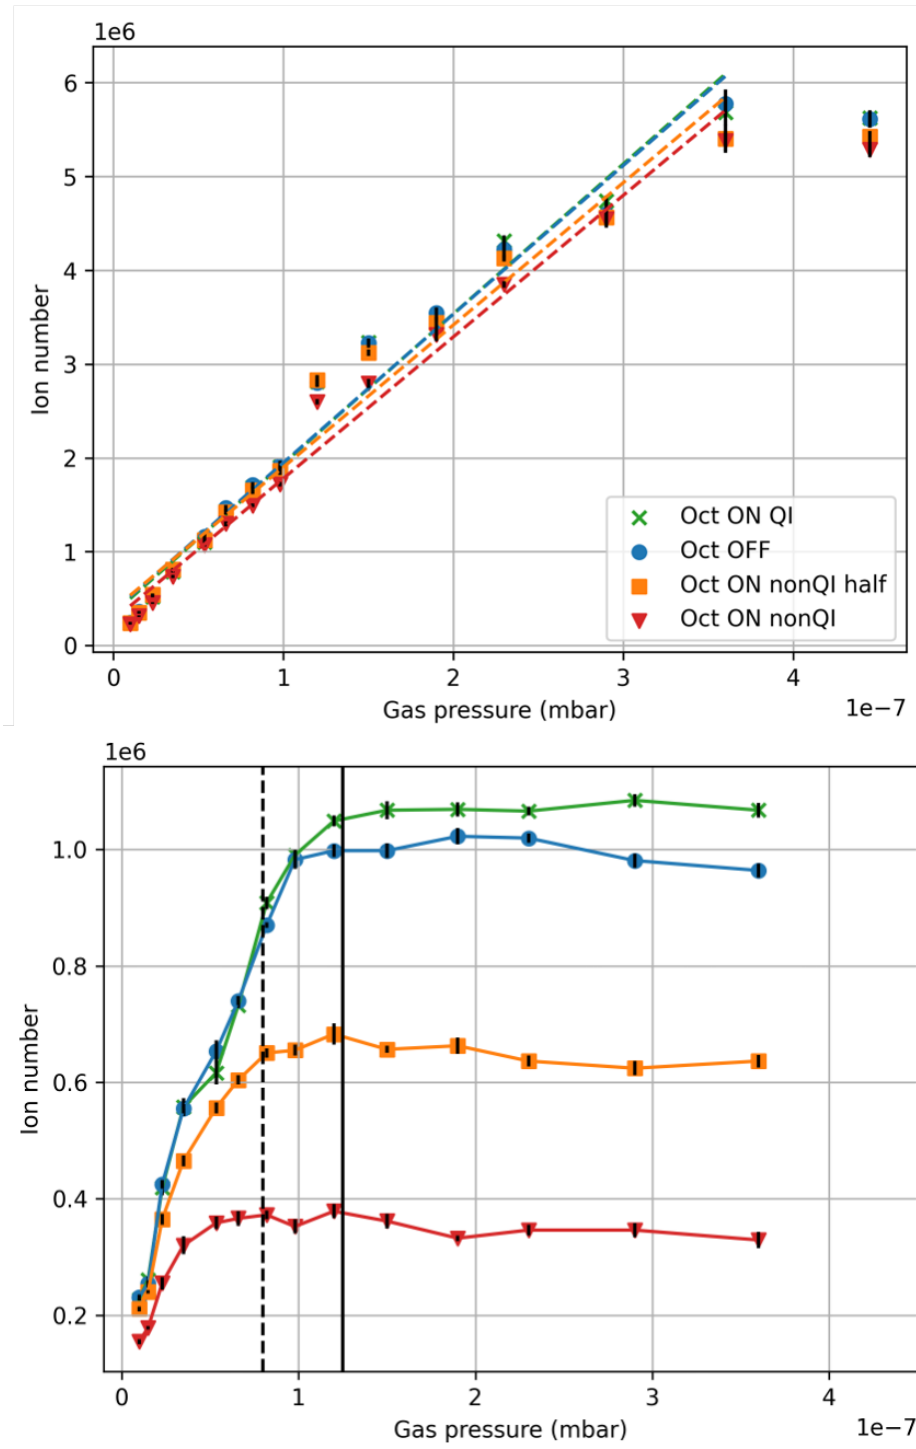 1e6
6
5
4
3
2
1
0
Ion number
Oct ON QI
Oct OFF
Oct ON nonQI half
Oct ON nonQI
0 1 2 3 4
Gas pressure (mbar) 1e−7
1e6
1.0
0.8
0.6
0.4
0.2
Ion number
0 1 2 3 4
Gas pressure (mbar) 1e−7